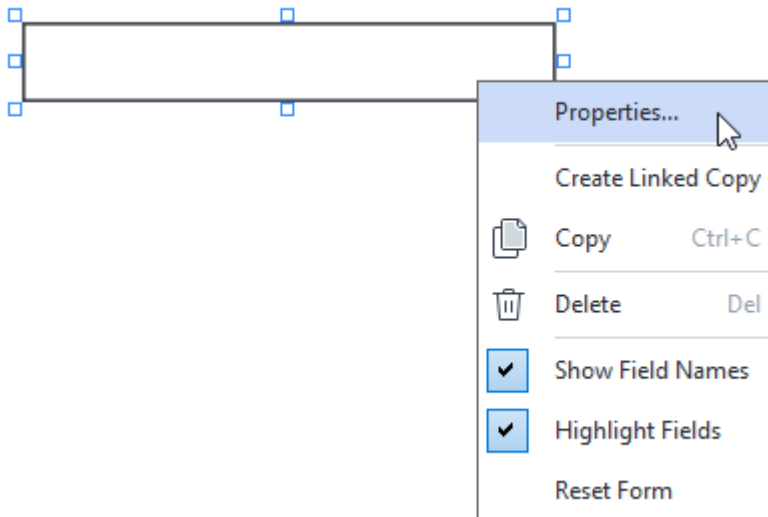 Properties...
Create Linked Copy
Copy Ctrl+C
Delete Del
Show Field Names
Highlight Fields
Reset Form